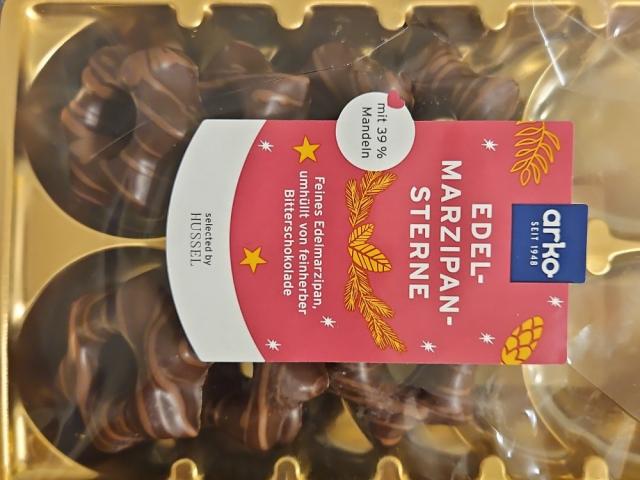 arko
SEIT 1948
EDEL-
MARZIPAN-
STERNE
mit 39 %
Mandeln
Feines Edelmarzipan,
umhüllt von feinherber
Bitterschokolade
selected by
HUSSEL